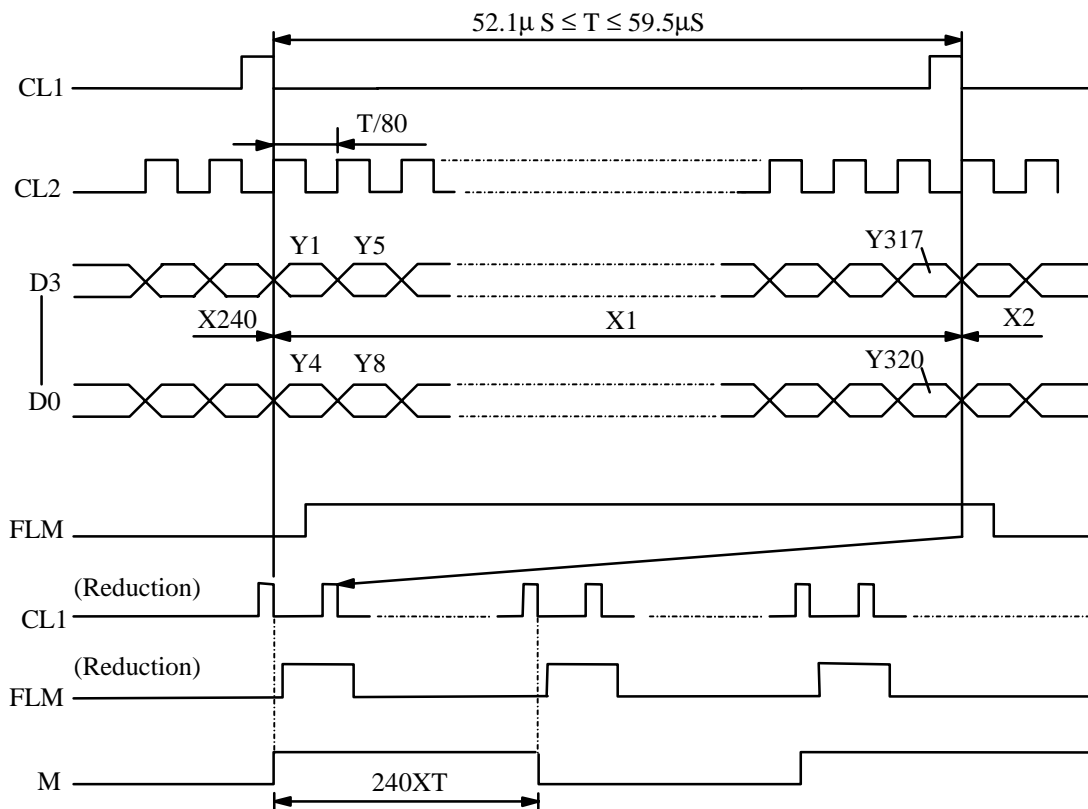 52.1μ S ≤ T ≤ 59.5μS
CL1
T/80
CL2
Y1 Y5 Y317
D3
X240 X1 X2
Y4 Y8 Y320
D0
FLM
(Reduction)
CL1
(Reduction)
FLM
M
240XT